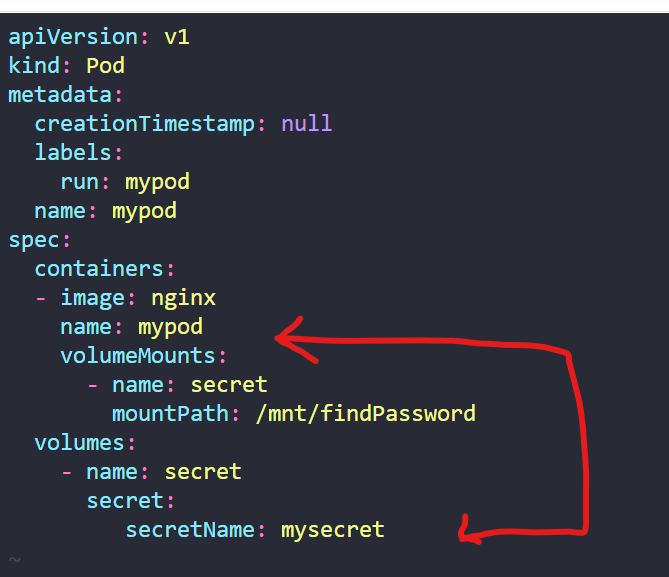 apiVersion: v1
kind: Pod
metadata:
  creationTimestamp: null
  labels:
    run: mypod
  name: mypod
spec:
  containers:
  - image: nginx
    name: mypod
    volumeMounts:
      - name: secret
        mountPath: /mnt/findPassword
  volumes:
    - name: secret
      secret:
         secretName: mysecret
~